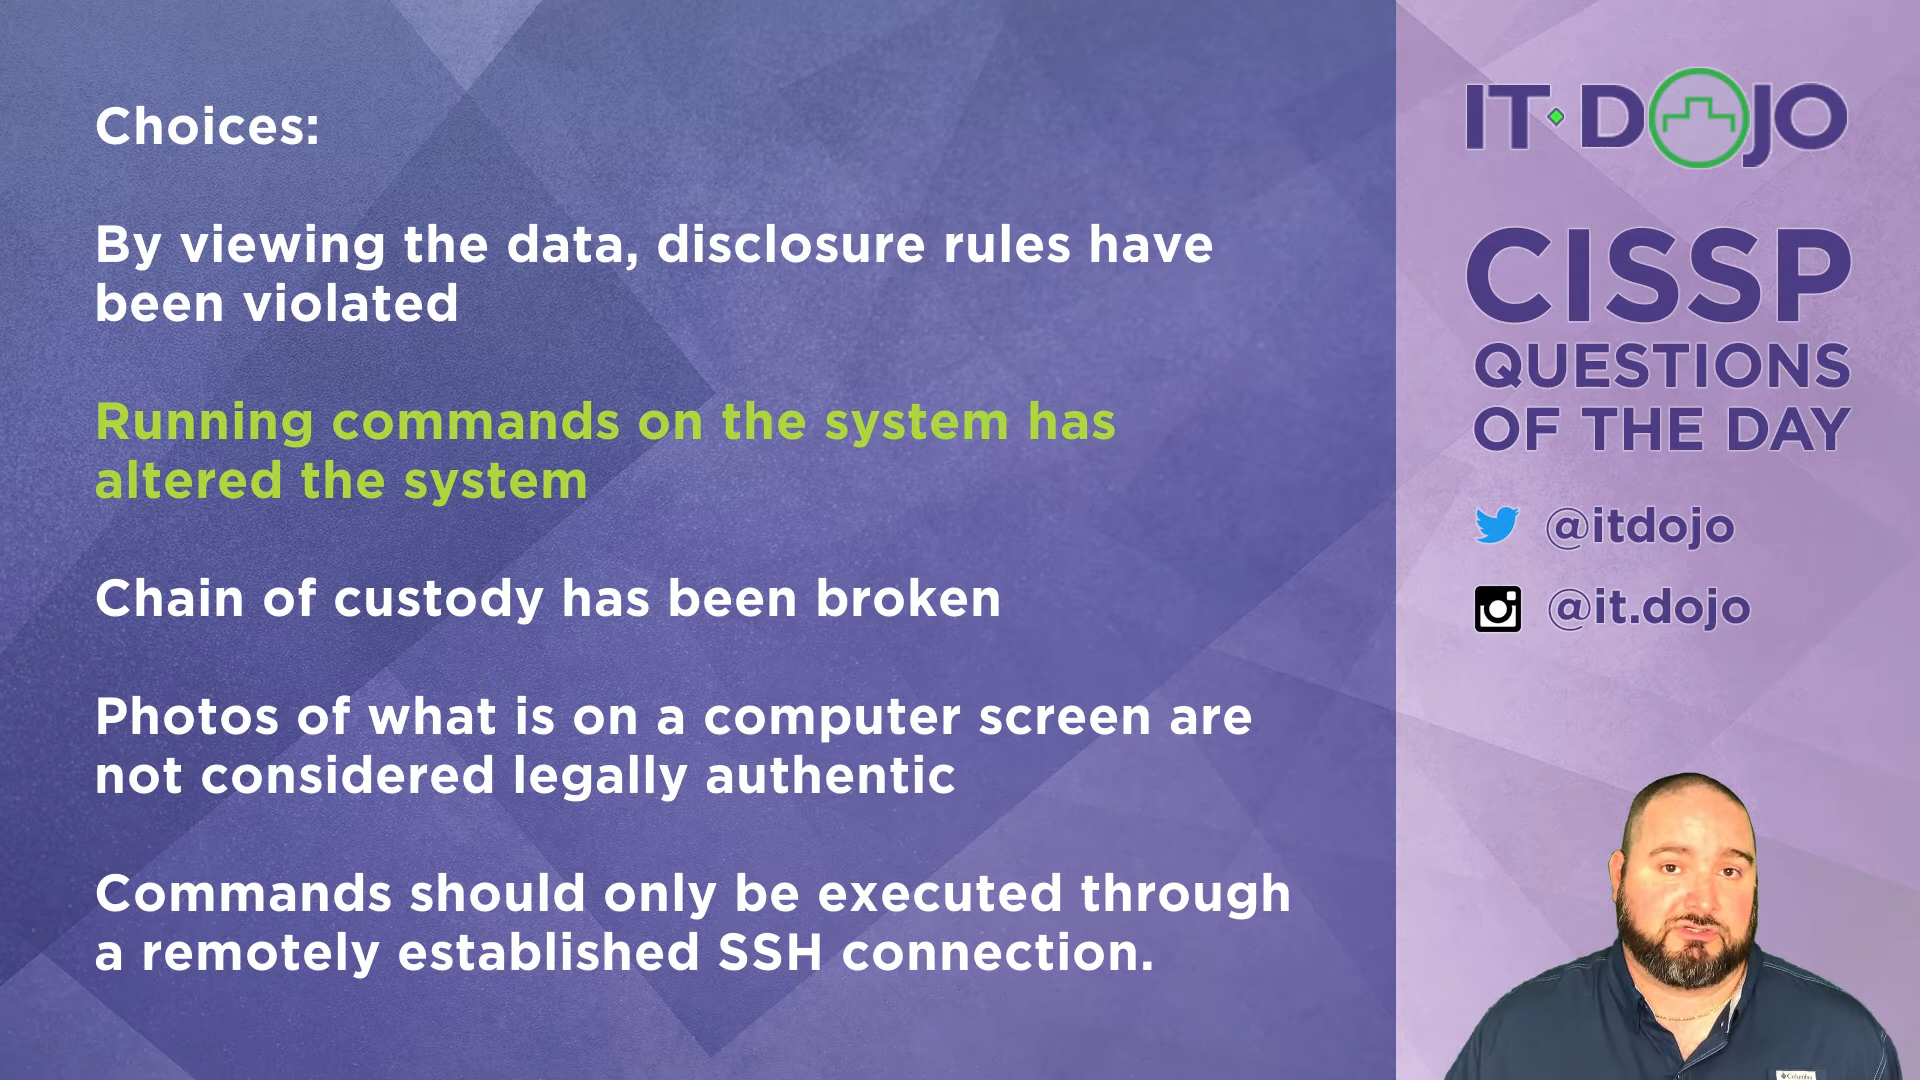 Choices:
By viewing the data, disclosure rules have
been violated
Running commands on the system has
altered the system
Chain of custody has been broken
Photos of what is on a computer screen are
not considered legally authentic
Commands should only be executed through
a remotely established SSH connection.
IT DOJO
CISSP
QUESTIONS
OF THE DAY
@itdojo
@it.dojo
Columbia